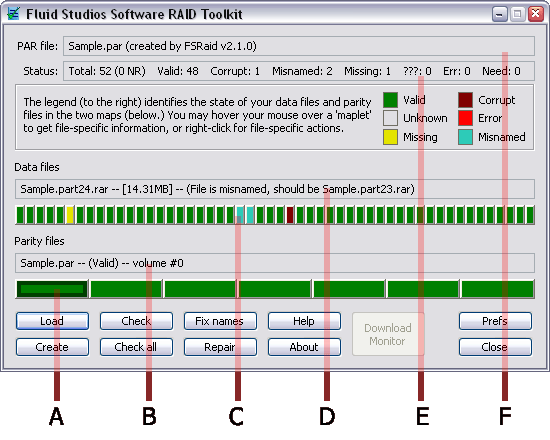 Fluid Studios Software RAID Toolkit
PAR file: Sample.par (created by FSRaid v2.1.0)
Status: Total: 52 (0 NR) Valid: 48 Corrupt: 1 Misnamed: 2 Missing: 1 ???: 0 Err: 0 Need: 0
The legend (to the right) identifies the state of your data files and parity
files in the two maps (below.) You may hover your mouse over a 'maplet'
to get file-specific information, or right-click for file-specific actions.
Valid Corrupt
Unknown Error
Missing Misnamed
Data files
Sample.part24.rar -- [14.31MB] -- (File is misnamed, should be Sample.part23.rar)
Parity files
Sample.par -- (Valid) -- volume #0
Load Check Fix names Help Download Monitor Prefs
Create Check all Repair About Close
A B C D E F